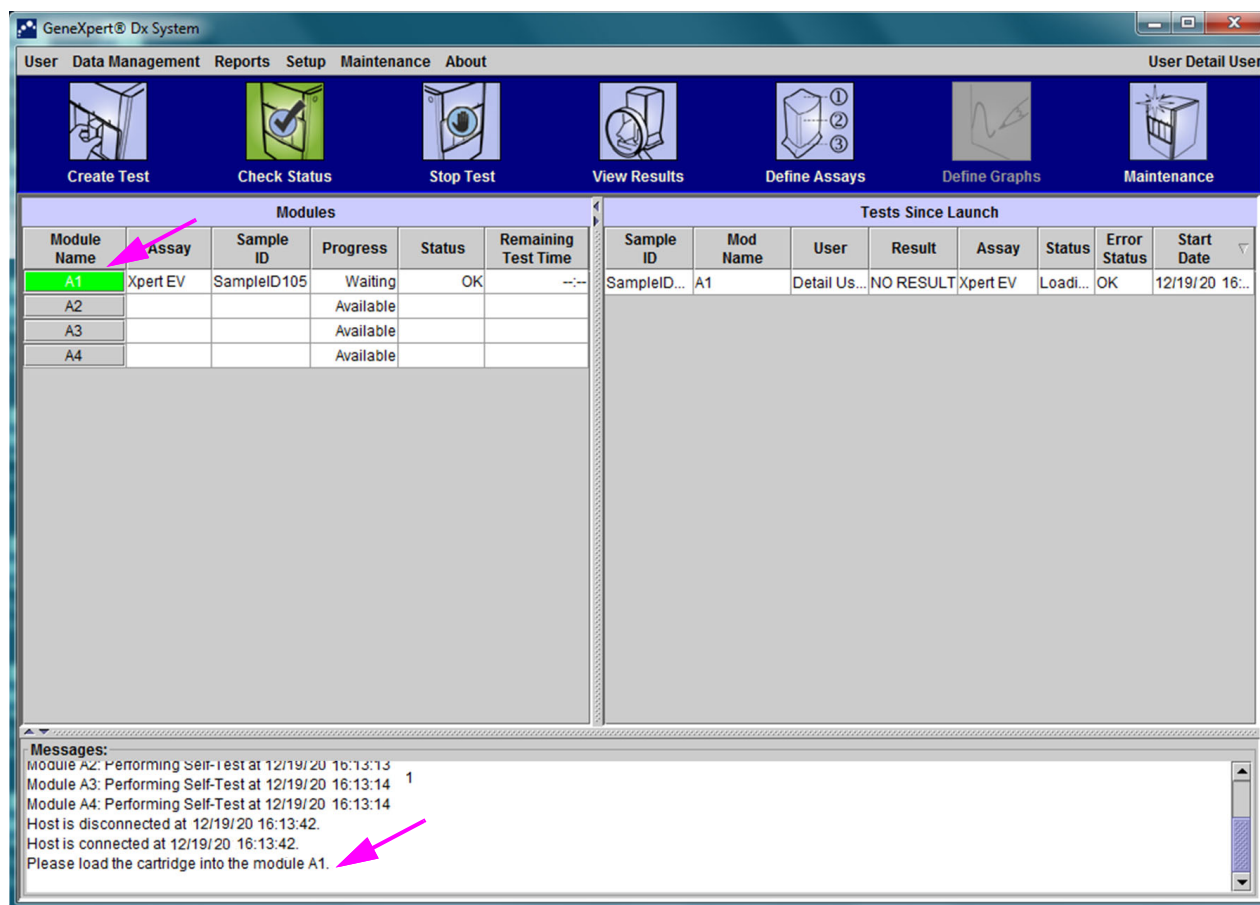 GeneXpert® Dx System
User Data Management Reports Setup Maintenance About User Detail User
Create Test Check Status Stop Test View Results Define Assays Define Graphs Maintenance
① ② ③
Modules
Module Name Assay Sample ID Progress Status Remaining Test Time
A1 Xpert EV SampleID105 Waiting OK --:--
A2 Available
A3 Available
A4 Available
Tests Since Launch
Sample ID Mod Name User Result Assay Status Error Status Start Date
SampleID... A1 Detail Us... NO RESULT Xpert EV Loadi... OK 12/19/20 16:..
Messages:
Module A2: Performing Self-Test at 12/19/20 16:13:13
Module A3: Performing Self-Test at 12/19/20 16:13:14 1
Module A4: Performing Self-Test at 12/19/20 16:13:14
Host is disconnected at 12/19/20 16:13:42.
Host is connected at 12/19/20 16:13:42.
Please load the cartridge into the module A1.